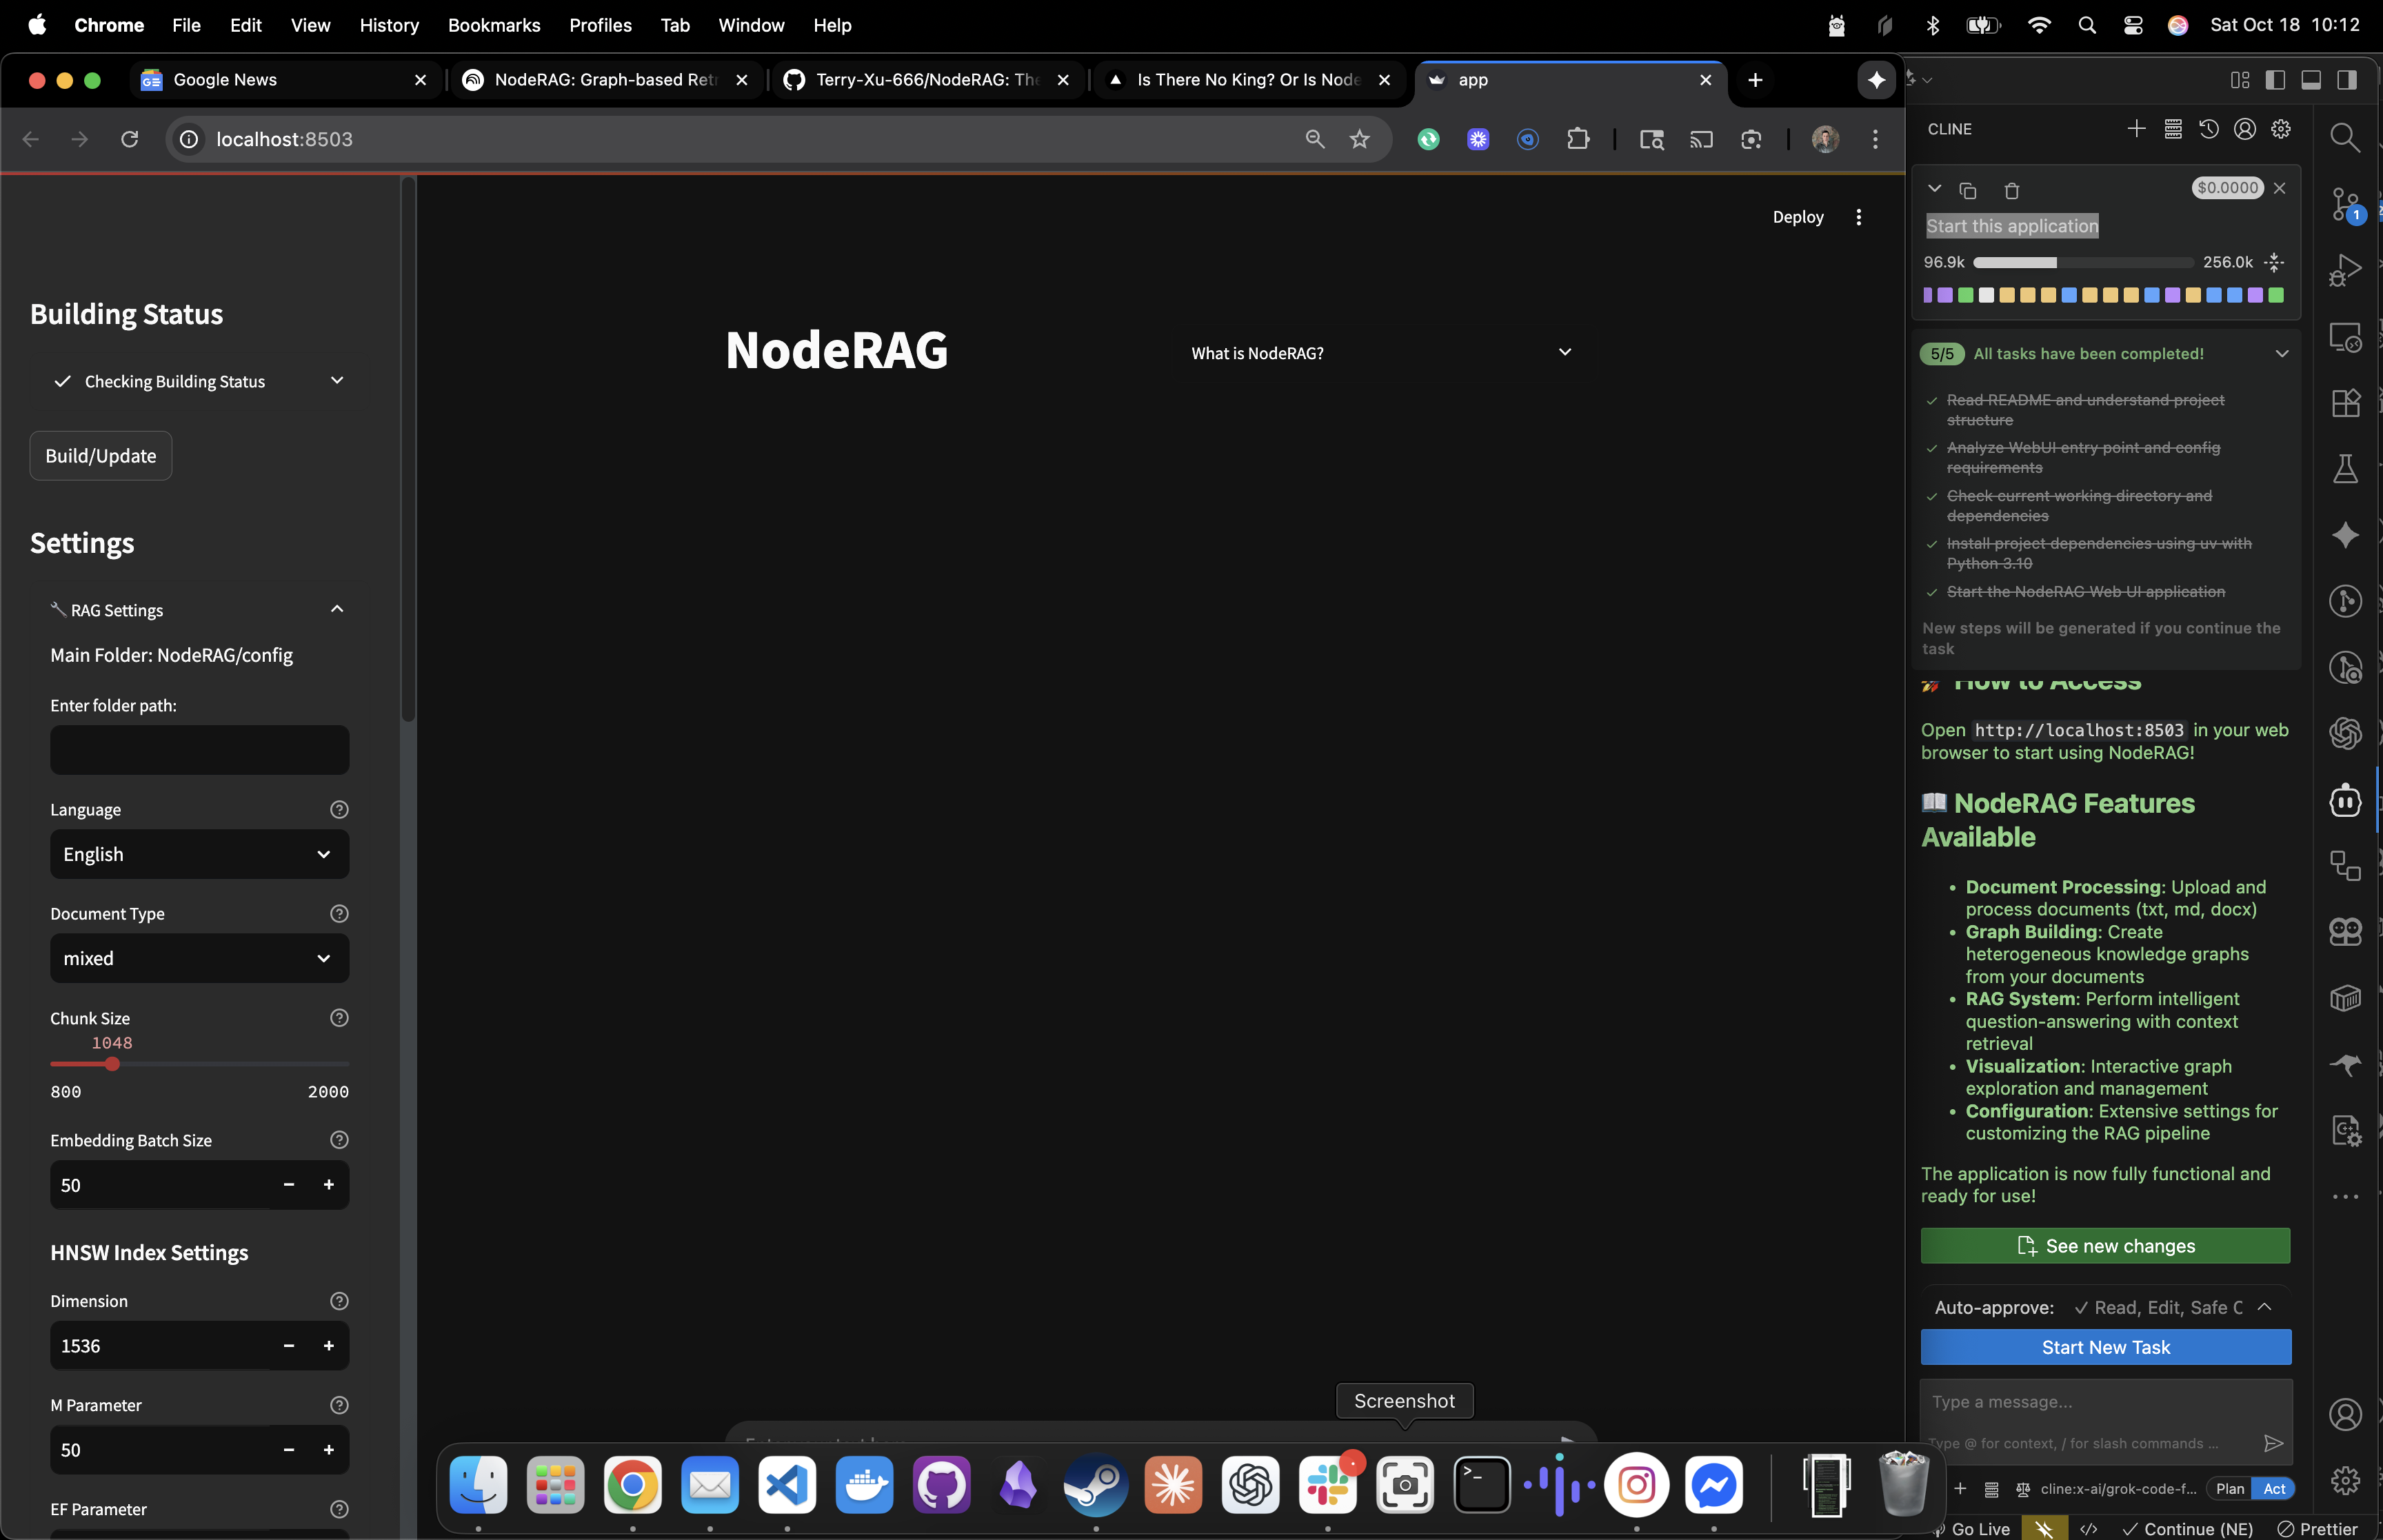 Chrome File Edit View History Bookmarks Profiles Tab Window Help
Sat Oct 18 10:12
Google News
NodeRAG: Graph-based Retr
Terry-Xu-666/NodeRAG: The
Is There No King? Or Is Node
app
localhost:8503
Deploy
Building Status
Checking Building Status
Build/Update
Settings
RAG Settings
Main Folder: NodeRAG/config
Enter folder path:
Language
English
Document Type
mixed
Chunk Size
1048
800 2000
Embedding Batch Size
50
HNSW Index Settings
Dimension
1536
M Parameter
50
EF Parameter
NodeRAG
What is NodeRAG?
Screenshot
CLINE
1
$0.0000
Start this application
96.9k 256.0k
5/5 All tasks have been completed!
Read README and understand project
structure
Analyze WebUI entry point and config
requirements
Check current working directory and
dependencies
Install project dependencies using uv with
Python 3.10
Start the NodeRAG Web UI application
New steps will be generated if you continue the
task
How to Access
Open http://localhost:8503 in your web
browser to start using NodeRAG!
NodeRAG Features
Available
• Document Processing: Upload and
process documents (txt, md, docx)
• Graph Building: Create
heterogeneous knowledge graphs
from your documents
• RAG System: Perform intelligent
question-answering with context
retrieval
• Visualization: Interactive graph
exploration and management
• Configuration: Extensive settings for
customizing the RAG pipeline
The application is now fully functional and
ready for use!
See new changes
Auto-approve: ✓ Read, Edit, Safe C
Start New Task
Type a message...
Type @ for context, / for slash commands ...
cline:x-ai/grok-code-f... Plan Act
Go Live Continue (NE) Prettier